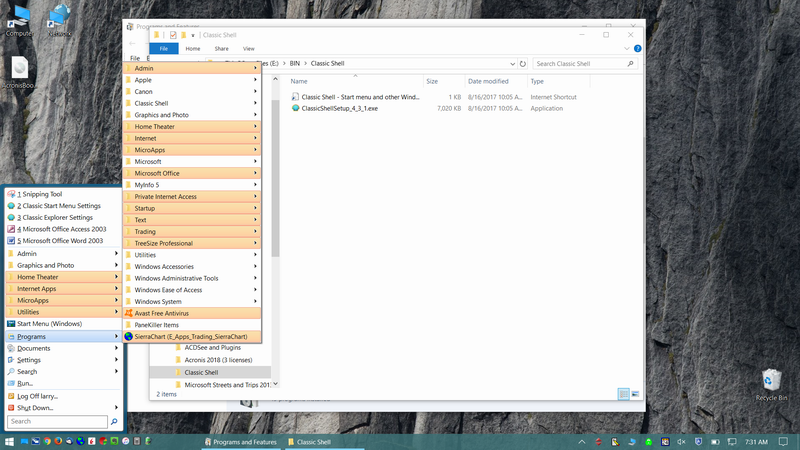 Computer
Network
AcronisBoo...
Programs and Features
Classic Shell
File
Home
Share
View
File
Files (E:)
BIN
Classic Shell
Search Classic Shell
Name
Size
Date modified
Type
Classic Shell - Start menu and other Wind...
1 KB
8/16/2017 10:05 A...
Internet Shortcut
ClassicShellSetup_4_3_1.exe
7,020 KB
8/16/2017 10:05 A...
Application
Admin
Apple
Canon
Classic Shell
Graphics and Photo
Home Theater
Internet
MicroApps
Microsoft
Microsoft Office
MyInfo 5
Private Internet Access
Startup
Text
Trading
TreeSize Professional
Utilities
Windows Accessories
Windows Administrative Tools
Windows Ease of Access
Windows System
Avast Free Antivirus
PaneKiller Items
SierraChart (E_Apps_Trading_SierraChart)
1 Snipping Tool
2 Classic Start Menu Settings
3 Classic Explorer Settings
4 Microsoft Office Access 2003
5 Microsoft Office Word 2003
Admin
Graphics and Photo
Home Theater
Internet Apps
MicroApps
Utilities
Start Menu (Windows)
Programs
Documents
Settings
Search
Run...
Log Off larry...
Shut Down...
Search
ACDSee and Plugins
Acronis 2018 (3 licenses)
Classic Shell
Microsoft Streets and Trips 201
2 items
Recycle Bin
Programs and Features
Classic Shell
7:31 AM